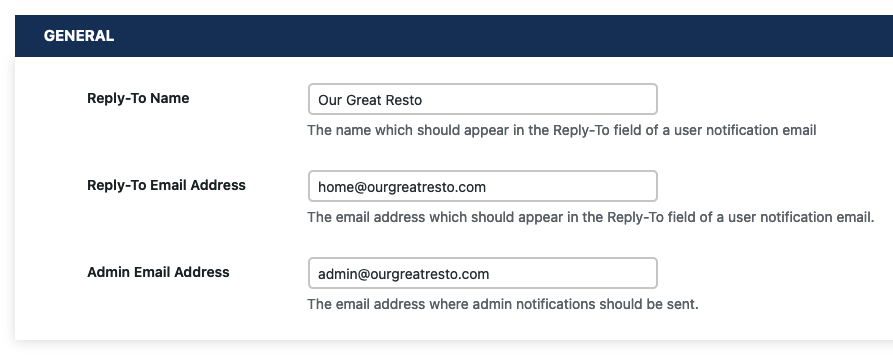 GENERAL
Reply-To Name
Our Great Resto
The name which should appear in the Reply-To field of a user notification email
Reply-To Email Address
home@ourgreatresto.com
The email address which should appear in the Reply-To field of a user notification email.
Admin Email Address
admin@ourgreatresto.com
The email address where admin notifications should be sent.